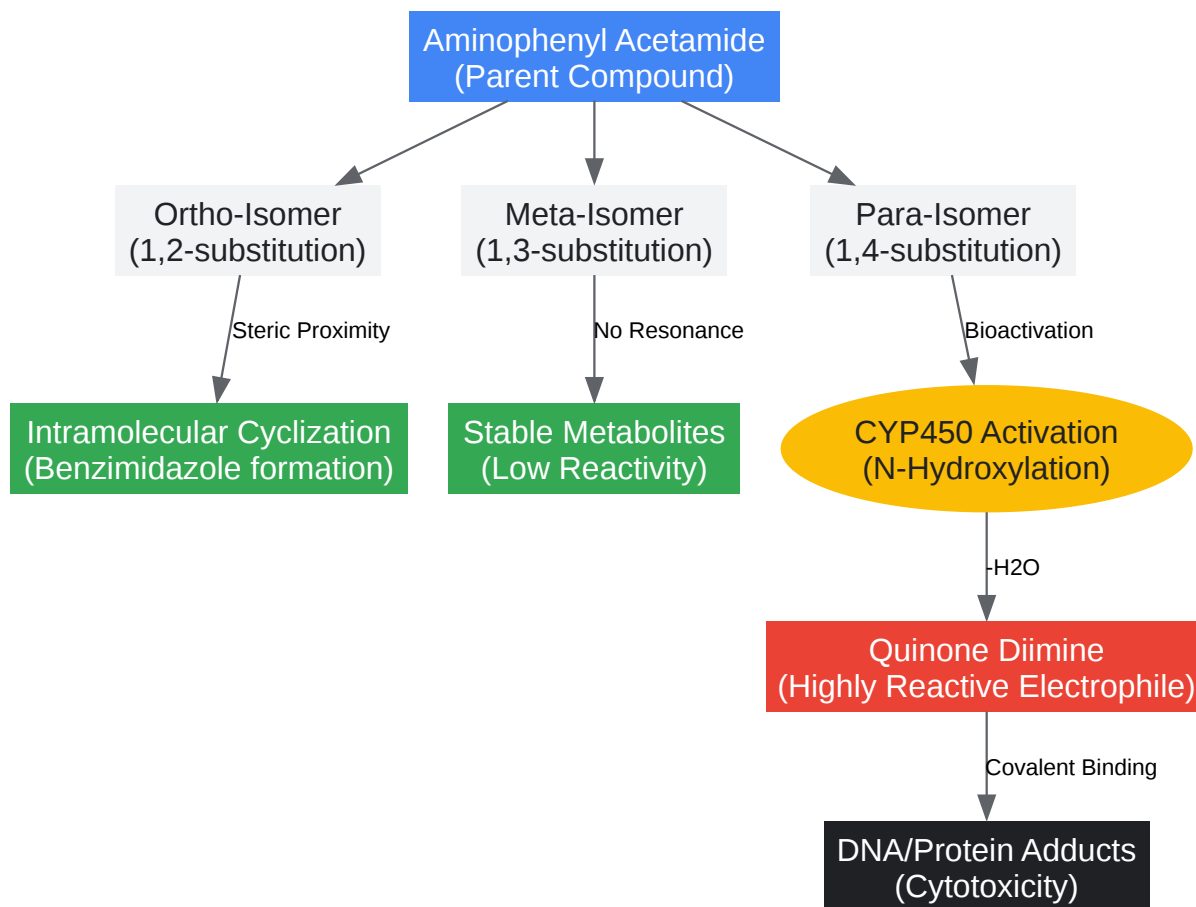 Aminophenyl Acetamide
(Parent Compound)
Ortho-Isomer
(1,2-substitution)
Meta-Isomer
(1,3-substitution)
Para-Isomer
(1,4-substitution)
Steric Proximity
No Resonance
Bioactivation
Intramolecular Cyclization
(Benzimidazole formation)
Stable Metabolites
(Low Reactivity)
CYP450 Activation
(N-Hydroxylation)
-H2O
Quinone Diimine
(Highly Reactive Electrophile)
Covalent Binding
DNA/Protein Adducts
(Cytotoxicity)